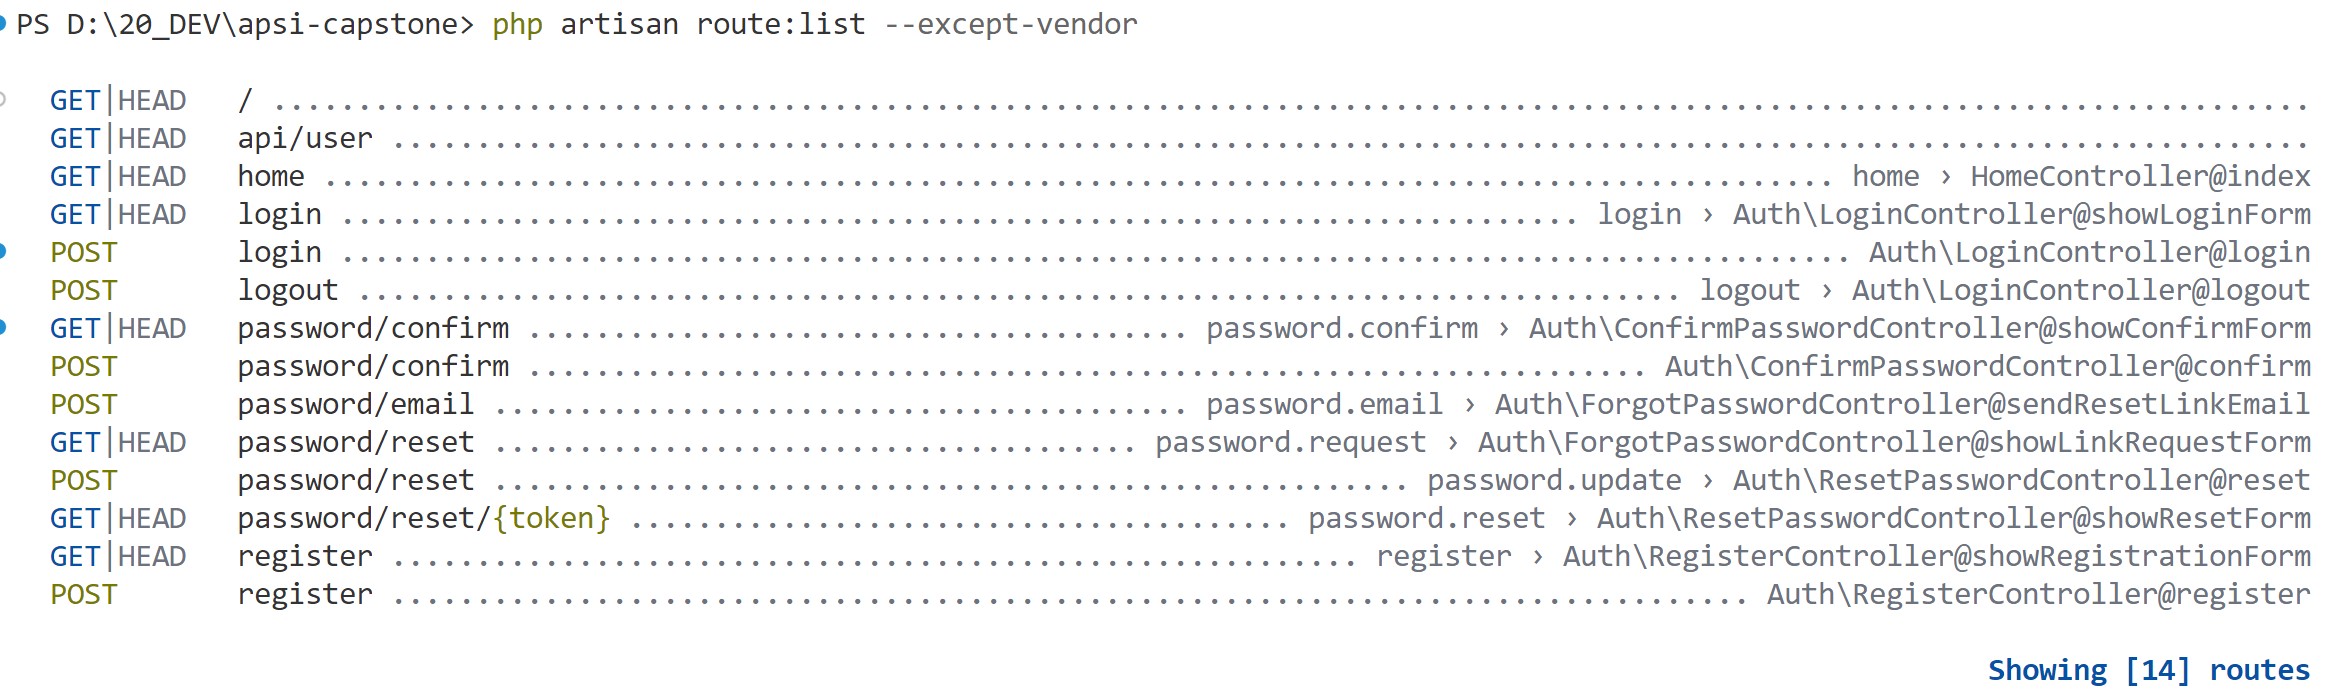 PS D:\20_DEV\apsi-capstone> php artisan route:list --except-vendor
GET|HEAD / ........................................................................................................................
GET|HEAD api/user .................................................................................................................
GET|HEAD home ......................................................................................... home › HomeController@index
GET|HEAD login .......................................................................... login › Auth\LoginController@showLoginForm
POST login .......................................................................................... Auth\LoginController@login
POST logout ............................................................................... logout › Auth\LoginController@logout
GET|HEAD password/confirm ....................................... password.confirm › Auth\ConfirmPasswordController@showConfirmForm
POST password/confirm .................................................................. Auth\ConfirmPasswordController@confirm
POST password/email ......................................... password.email › Auth\ForgotPasswordController@sendResetLinkEmail
GET|HEAD password/reset ...................................... password.request › Auth\ForgotPasswordController@showLinkRequestForm
POST password/reset ...................................................... password.update › Auth\ResetPasswordController@reset
GET|HEAD password/reset/{token} ....................................... password.reset › Auth\ResetPasswordController@showResetForm
GET|HEAD register ......................................................... register › Auth\RegisterController@showRegistrationForm
POST register ................................................................................. Auth\RegisterController@register
Showing [14] routes